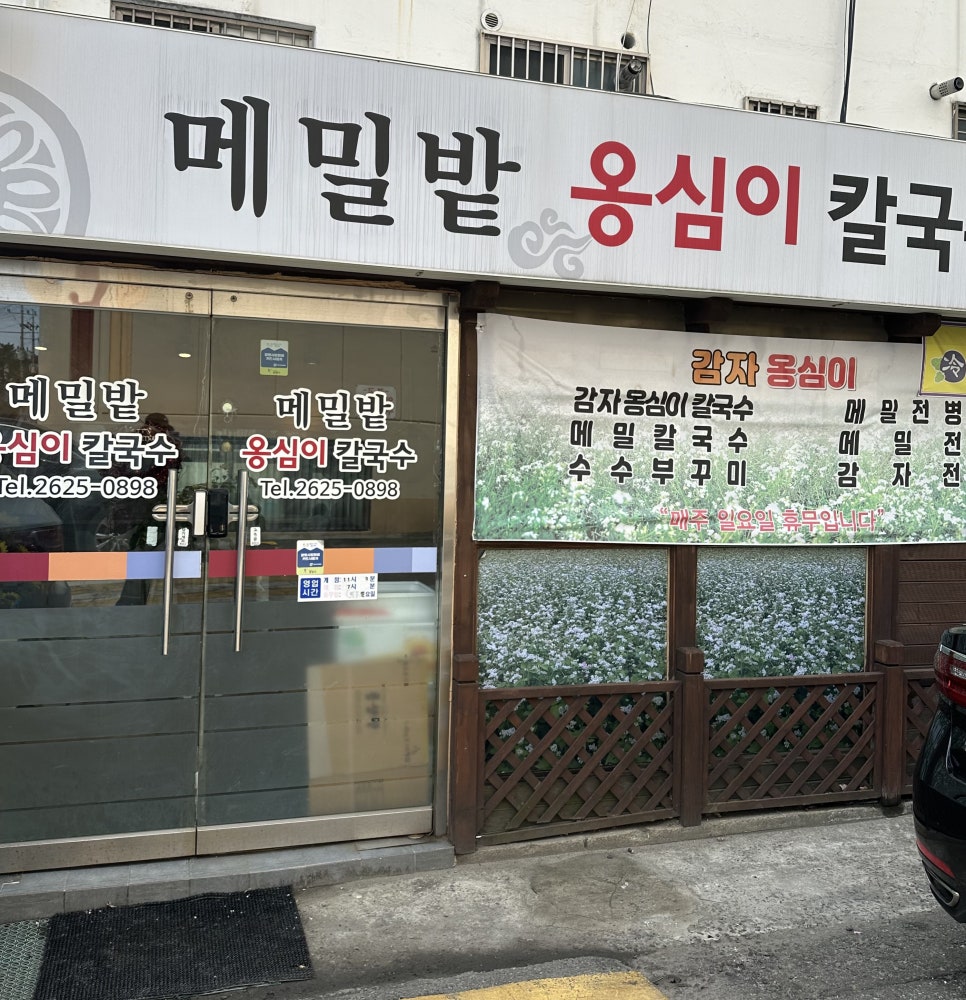 메밀밭 옹심이 칼국
메밀밭
옹심이 칼국수
Tel.2625-0898
메밀밭
옹심이 칼국수
Tel.2625-0898
영업
시간
감자 옹심이
감자옹심이 칼국수
메밀칼국수
수수부꾸미
메밀전병
메밀전
감자전
"매주 일요일 휴무입니다"
冷